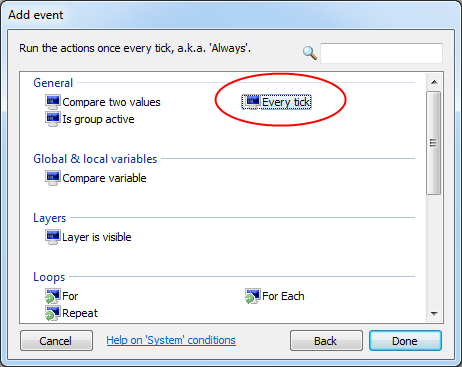 Add event
Run the actions once every tick, a.k.a. 'Always'.
General
Compare two values Every tick
Is group active
Global & local variables
Compare variable
Layers
Layer is visible
Loops
For For Each
Repeat
Cancel Help on 'System' conditions Back Done